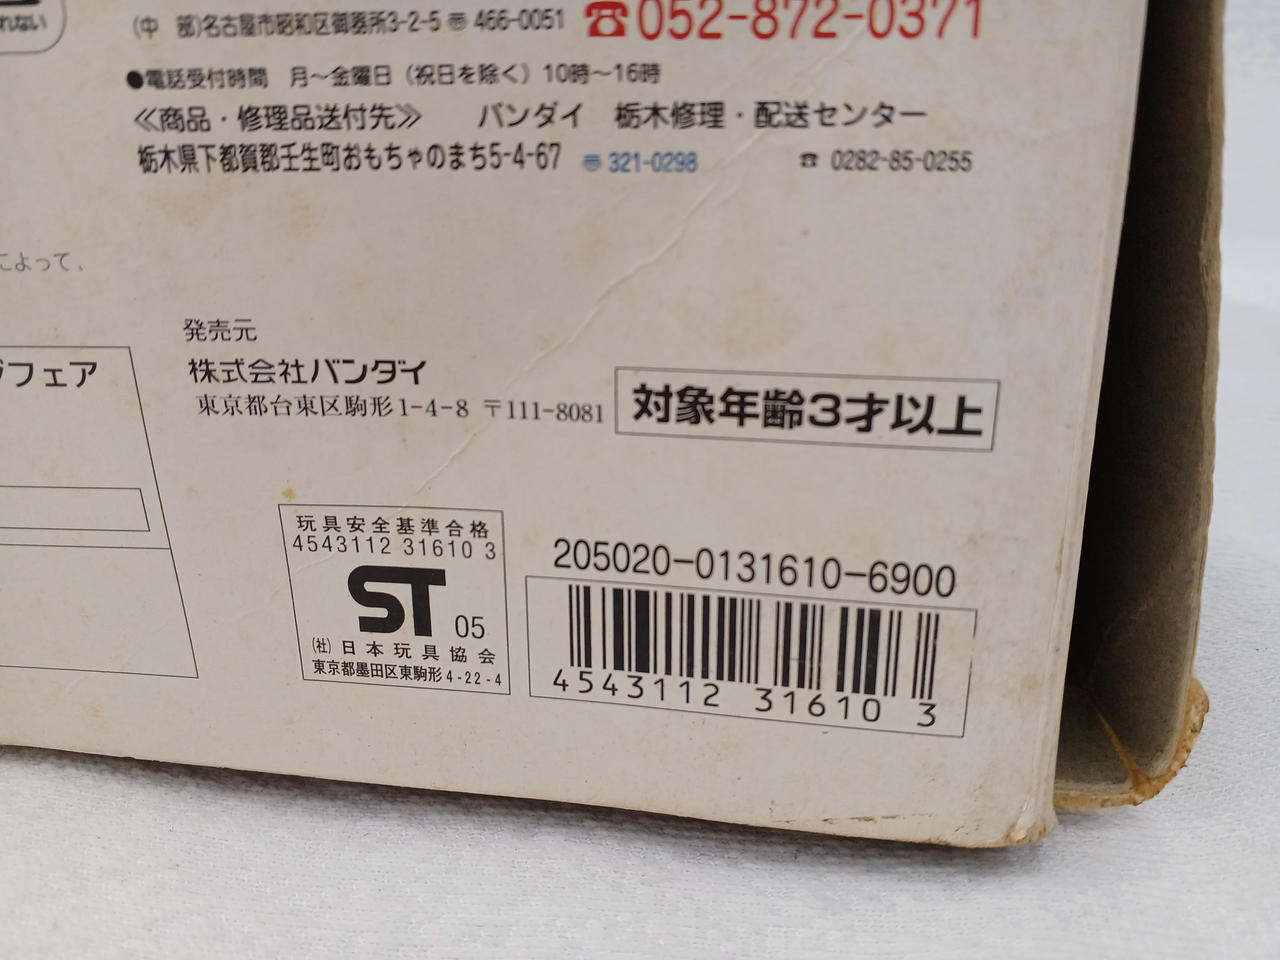 れない
(中 部)名古屋市昭和区御器所3-2-5 〠 466-0051 ☎052-872-0371
●電話受付時間 月〜金曜日(祝日を除く)10時〜16時
≪商品・修理品送付先≫ バンダイ 栃木修理・配送センター
栃木県下都賀郡壬生町おもちゃのまち5-4-67 〠 321-0298 ☎ 0282-85-0255
によって、
発売元
フェア
株式会社バンダイ
東京都台東区駒形1-4-8 〒111-8081
対象年齢3才以上
玩具安全基準合格
4543112 31610 3
ST 05
(社)日本玩具協会
東京都墨田区東駒形4-22-4
205020-0131610-6900
4543112 31610 3